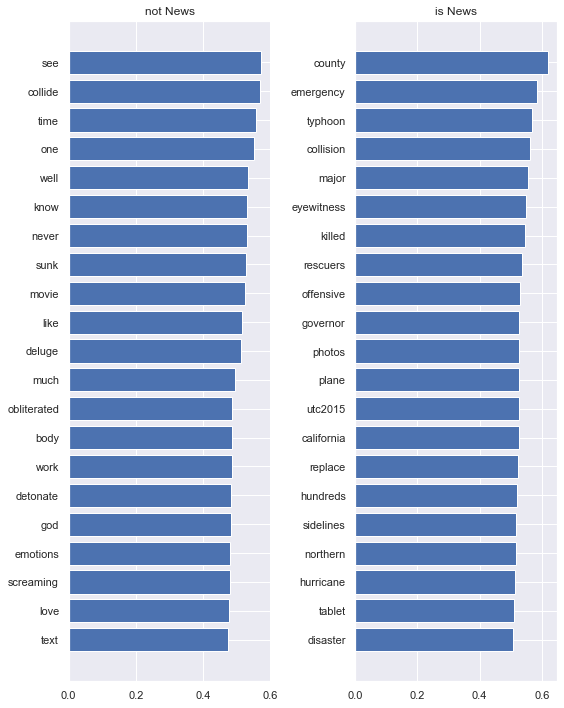 not News
see
collide
time
one
well
know
never
sunk
movie
like
deluge
much
obliterated
body
work
detonate
god
emotions
screaming
love
text
0.0 0.2 0.4 0.6
is News
county
emergency
typhoon
collision
major
eyewitness
killed
rescuers
offensive
governor
photos
plane
utc2015
california
replace
hundreds
sidelines
northern
hurricane
tablet
disaster
0.0 0.2 0.4 0.6